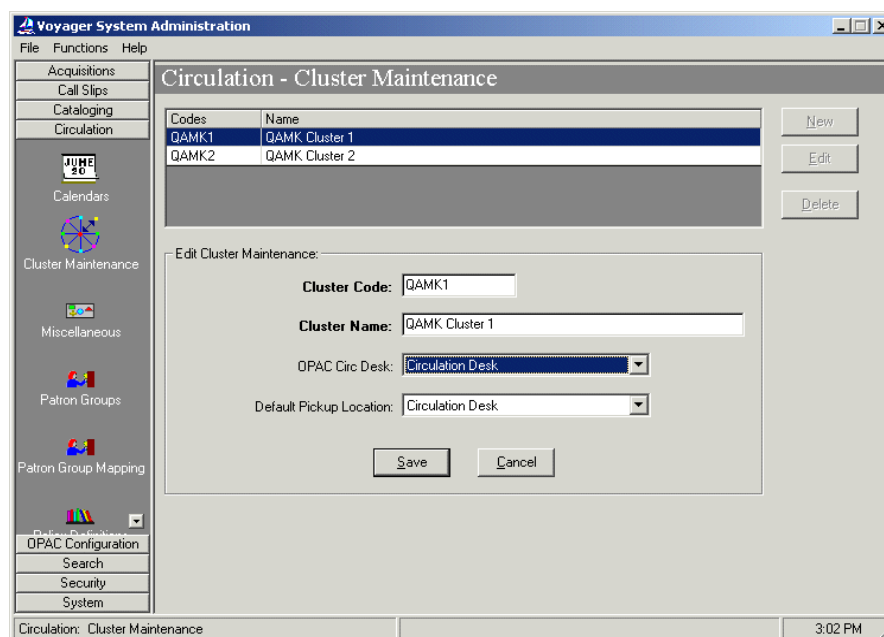 Voyager System Administration
File Functions Help
Acquisitions
Call Slips
Cataloging
Circulation
JUNE
20
Calendars
Cluster Maintenance
Miscellaneous
Patron Groups
Patron Group Mapping
Policy Definitions
OPAC Configuration
Search
Security
System
Circulation - Cluster Maintenance
Codes Name
QAMK1 QAMK Cluster 1
QAMK2 QAMK Cluster 2
New
Edit
Delete
Edit Cluster Maintenance:
Cluster Code: QAMK1
Cluster Name: QAMK Cluster 1
OPAC Circ Desk: Circulation Desk
Default Pickup Location: Circulation Desk
Save Cancel
Circulation: Cluster Maintenance 3:02 PM